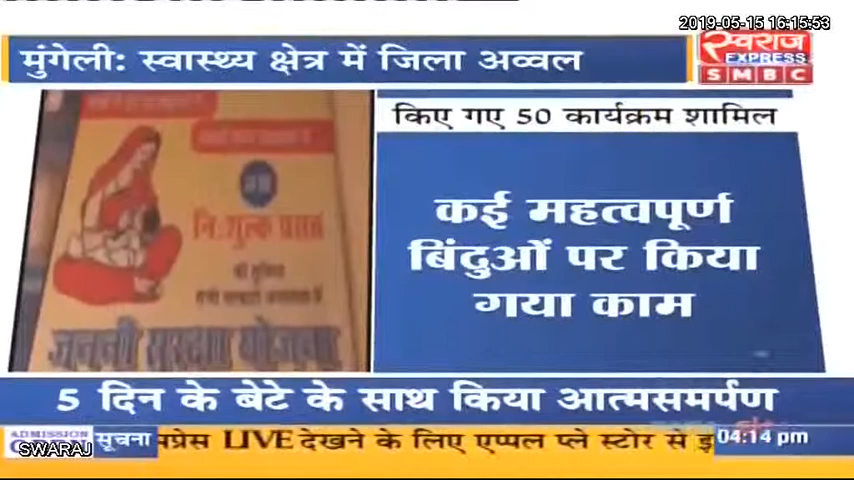 2019-05-15 16:15:53
मुंगेली: स्वास्थ्य क्षेत्र में जिला अव्वल
स्वराज
EXPRESS
SMBC
किए गए 50 कार्यक्रम शामिल
कई महत्वपूर्ण
बिंदुओं पर किया
गया काम
नि:शुल्क प्रसव
की सुविधा
जननी सुरक्षा योजना
5 दिन के बेटे के साथ किया आत्मसमर्पण
ADMISSION
SWARAJ
सूचना
LIVE देखने के लिए एप्पल प्ले स्टोर से
04:14 pm